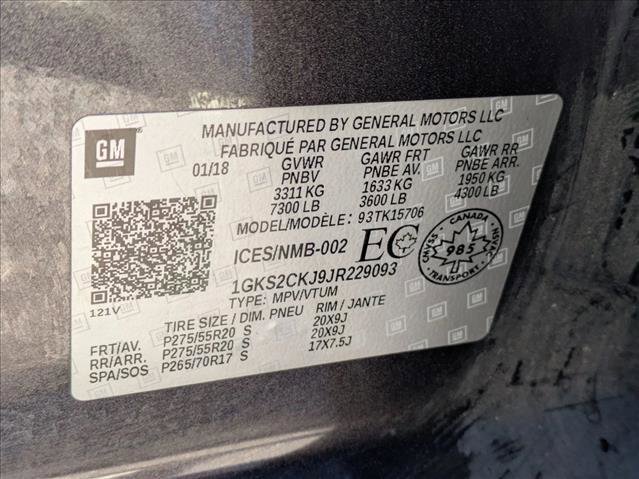 MANUFACTURED BY GENERAL MOTORS LLC
FABRIQUÉ PAR GENERAL MOTORS LLC
GM
01/18 GVWR GAWR FRT GAWR RR
PNBV PNBE AV. PNBE ARR.
3311 KG 1633 KG 1950 KG
7300 LB 3600 LB 4300 LB
MODEL/MODÈLE: 93TK15706
ICES/NMB-002 EC
CANADA
985
CMVSS NSVAC
1GKS2CKJ9JR229093
TYPE: MPV/VTUM
121V
TIRE SIZE / DIM. PNEU RIM / JANTE
FRT/AV. P275/55R20 S 20X9J
RR/ARR. P275/55R20 S 20X9J
SPA/SOS P265/70R17 S 17X7.5J